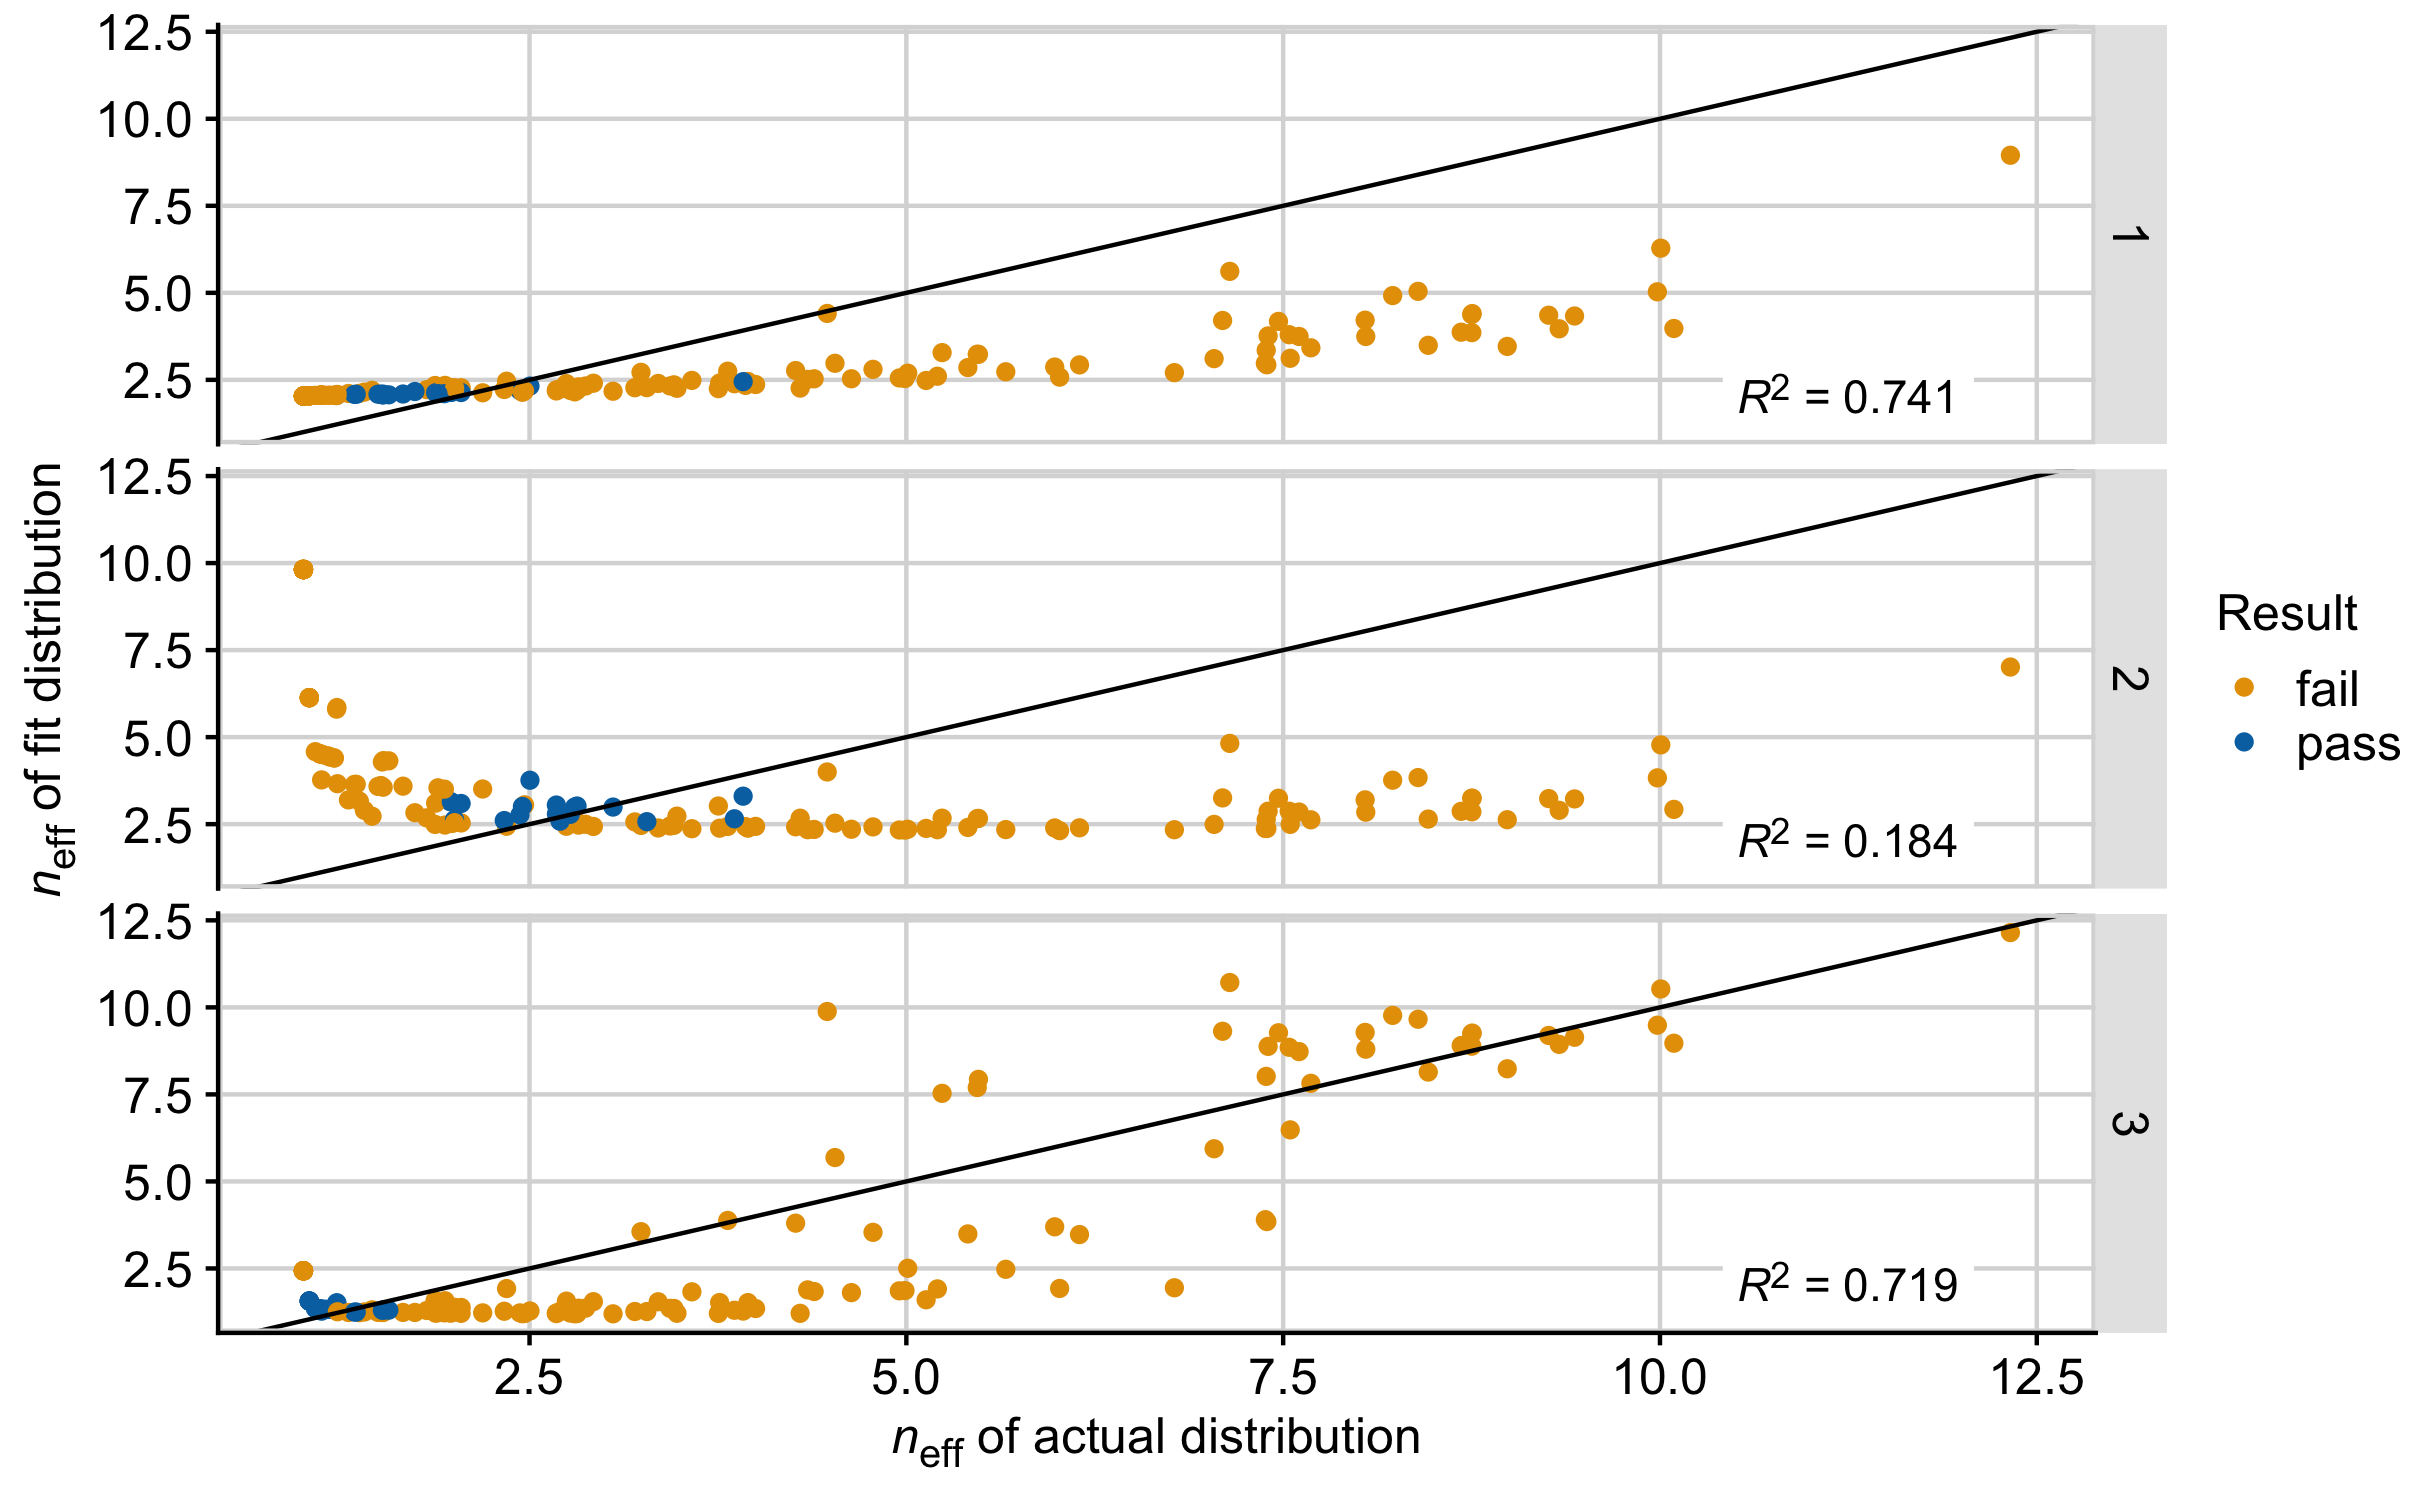 12.5
10.0
7.5
5.0
2.5
R2 = 0.741
1
12.5
10.0
7.5
5.0
2.5
R2 = 0.184
2
12.5
10.0
7.5
5.0
2.5
R2 = 0.719
3
2.5 5.0 7.5 10.0 12.5
neff of actual distribution
neff of fit distribution
Result
fail
pass